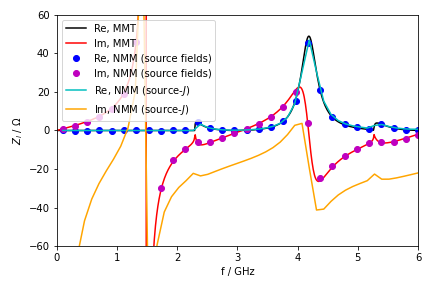 60
40
20
0
−20
−40
−60
Z_i / Ω
Re, MMT
Im, MMT
Re, NMM (source fields)
Im, NMM (source fields)
Re, NMM (source-J)
Im, NMM (source-J)
0 1 2 3 4 5 6
f / GHz